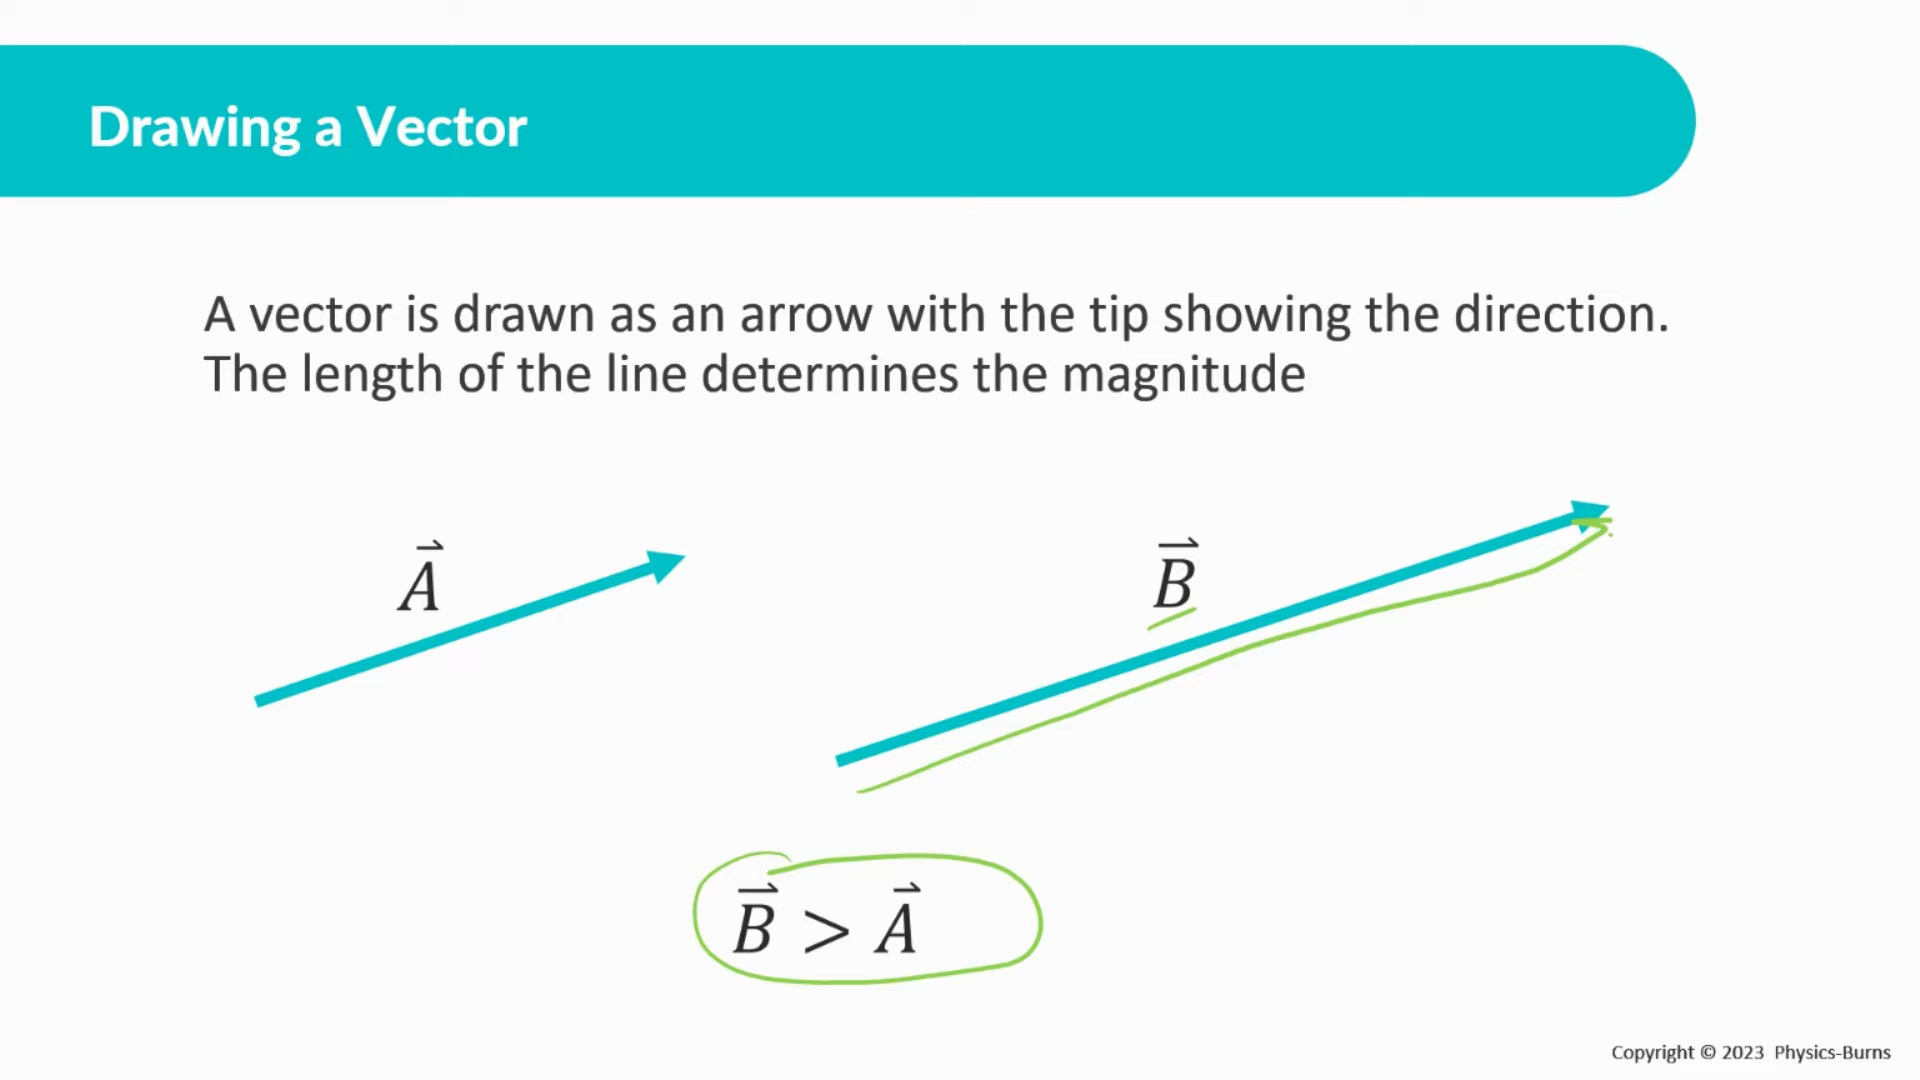 Drawing a Vector
A vector is drawn as an arrow with the tip showing the direction.
The length of the line determines the magnitude
A⃗
B⃗
B⃗ > A⃗
Copyright © 2023 Physics-Burns